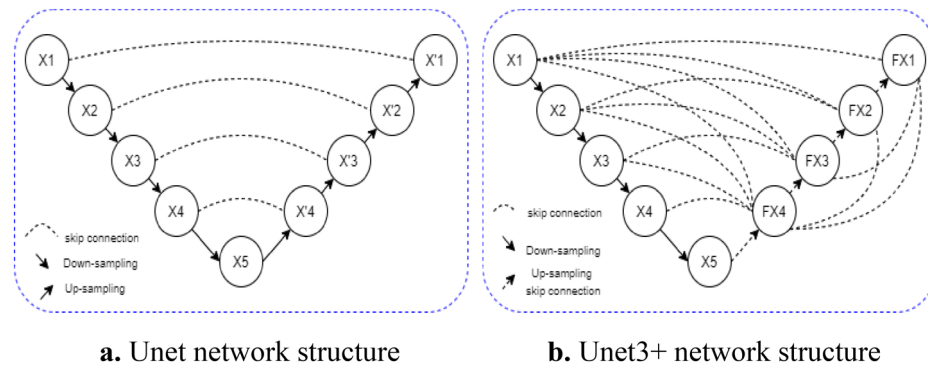 X1
X'1
X2
X'2
X3
X'3
X4
X'4
X5
skip connection
Down-sampling
Up-sampling
a. Unet network structure
X1
FX1
X2
FX2
X3
FX3
X4
FX4
X5
skip connection
Down-sampling
Up-sampling
skip connection
b. Unet3+ network structure